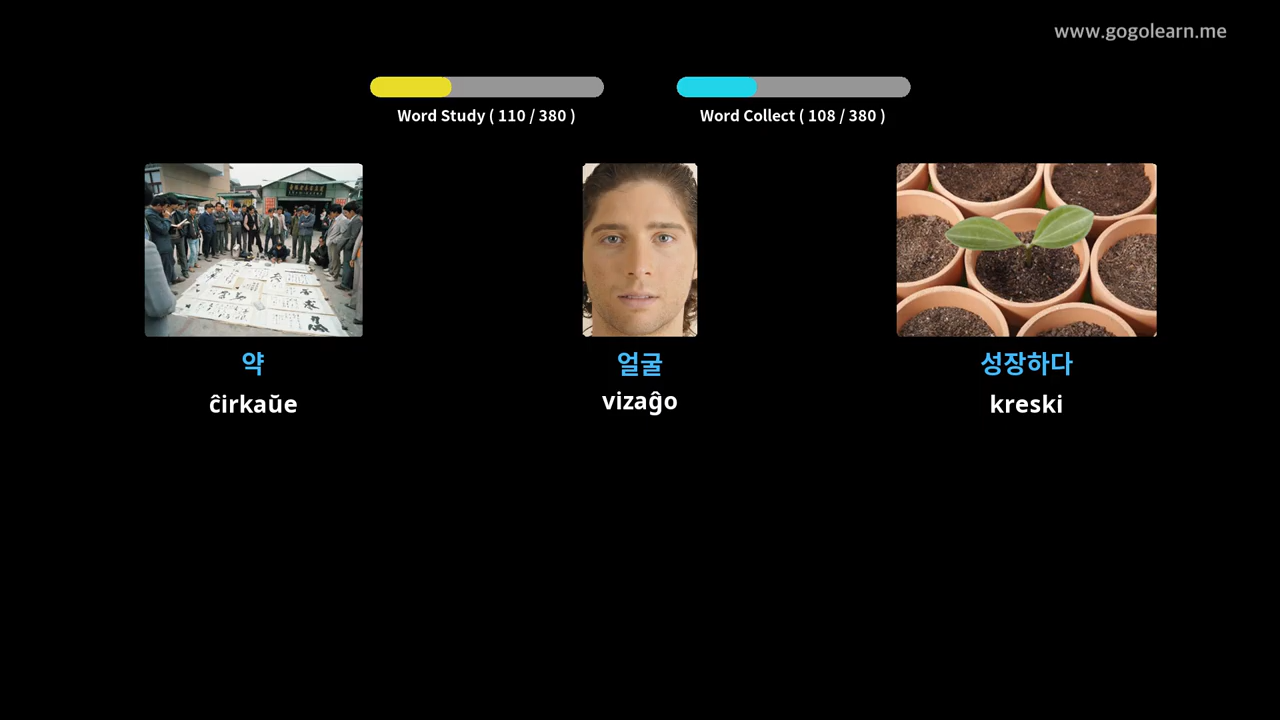 www.gogolearn.me
Word Study ( 110 / 380 )
Word Collect ( 108 / 380 )
약
얼굴
성장하다
ĉirkaŭe
vizaĝo
kreski